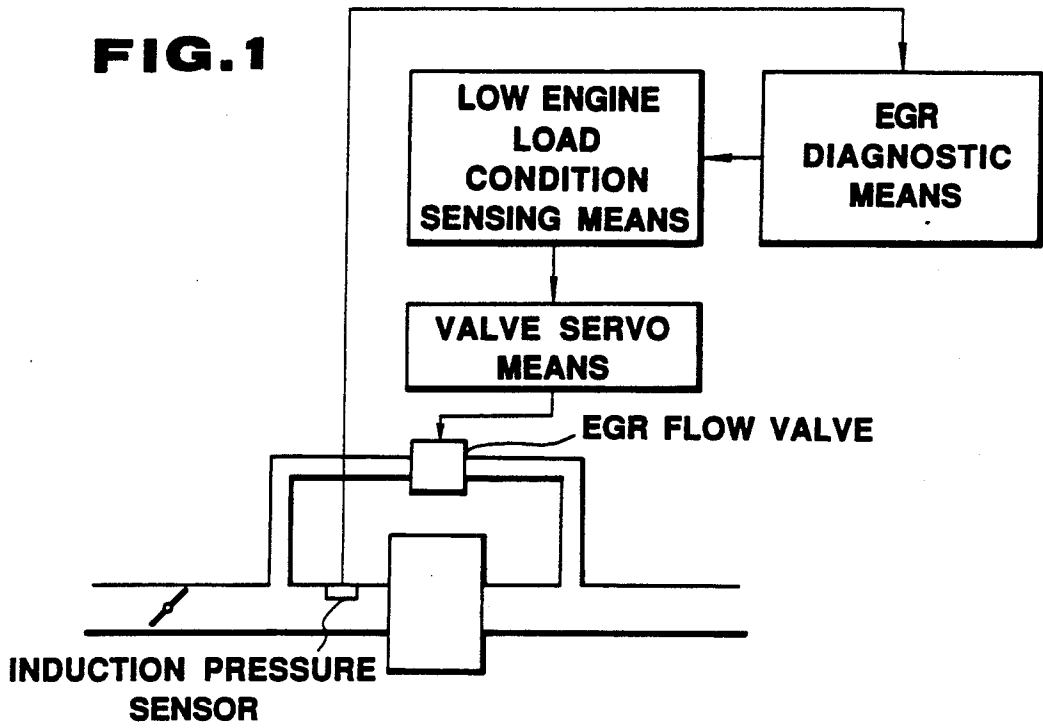 FIG.1
LOW ENGINE
LOAD
CONDITION
SENSING MEANS
EGR
DIAGNOSTIC
MEANS
VALVE SERVO
MEANS
EGR FLOW VALVE
INDUCTION PRESSURE
SENSOR